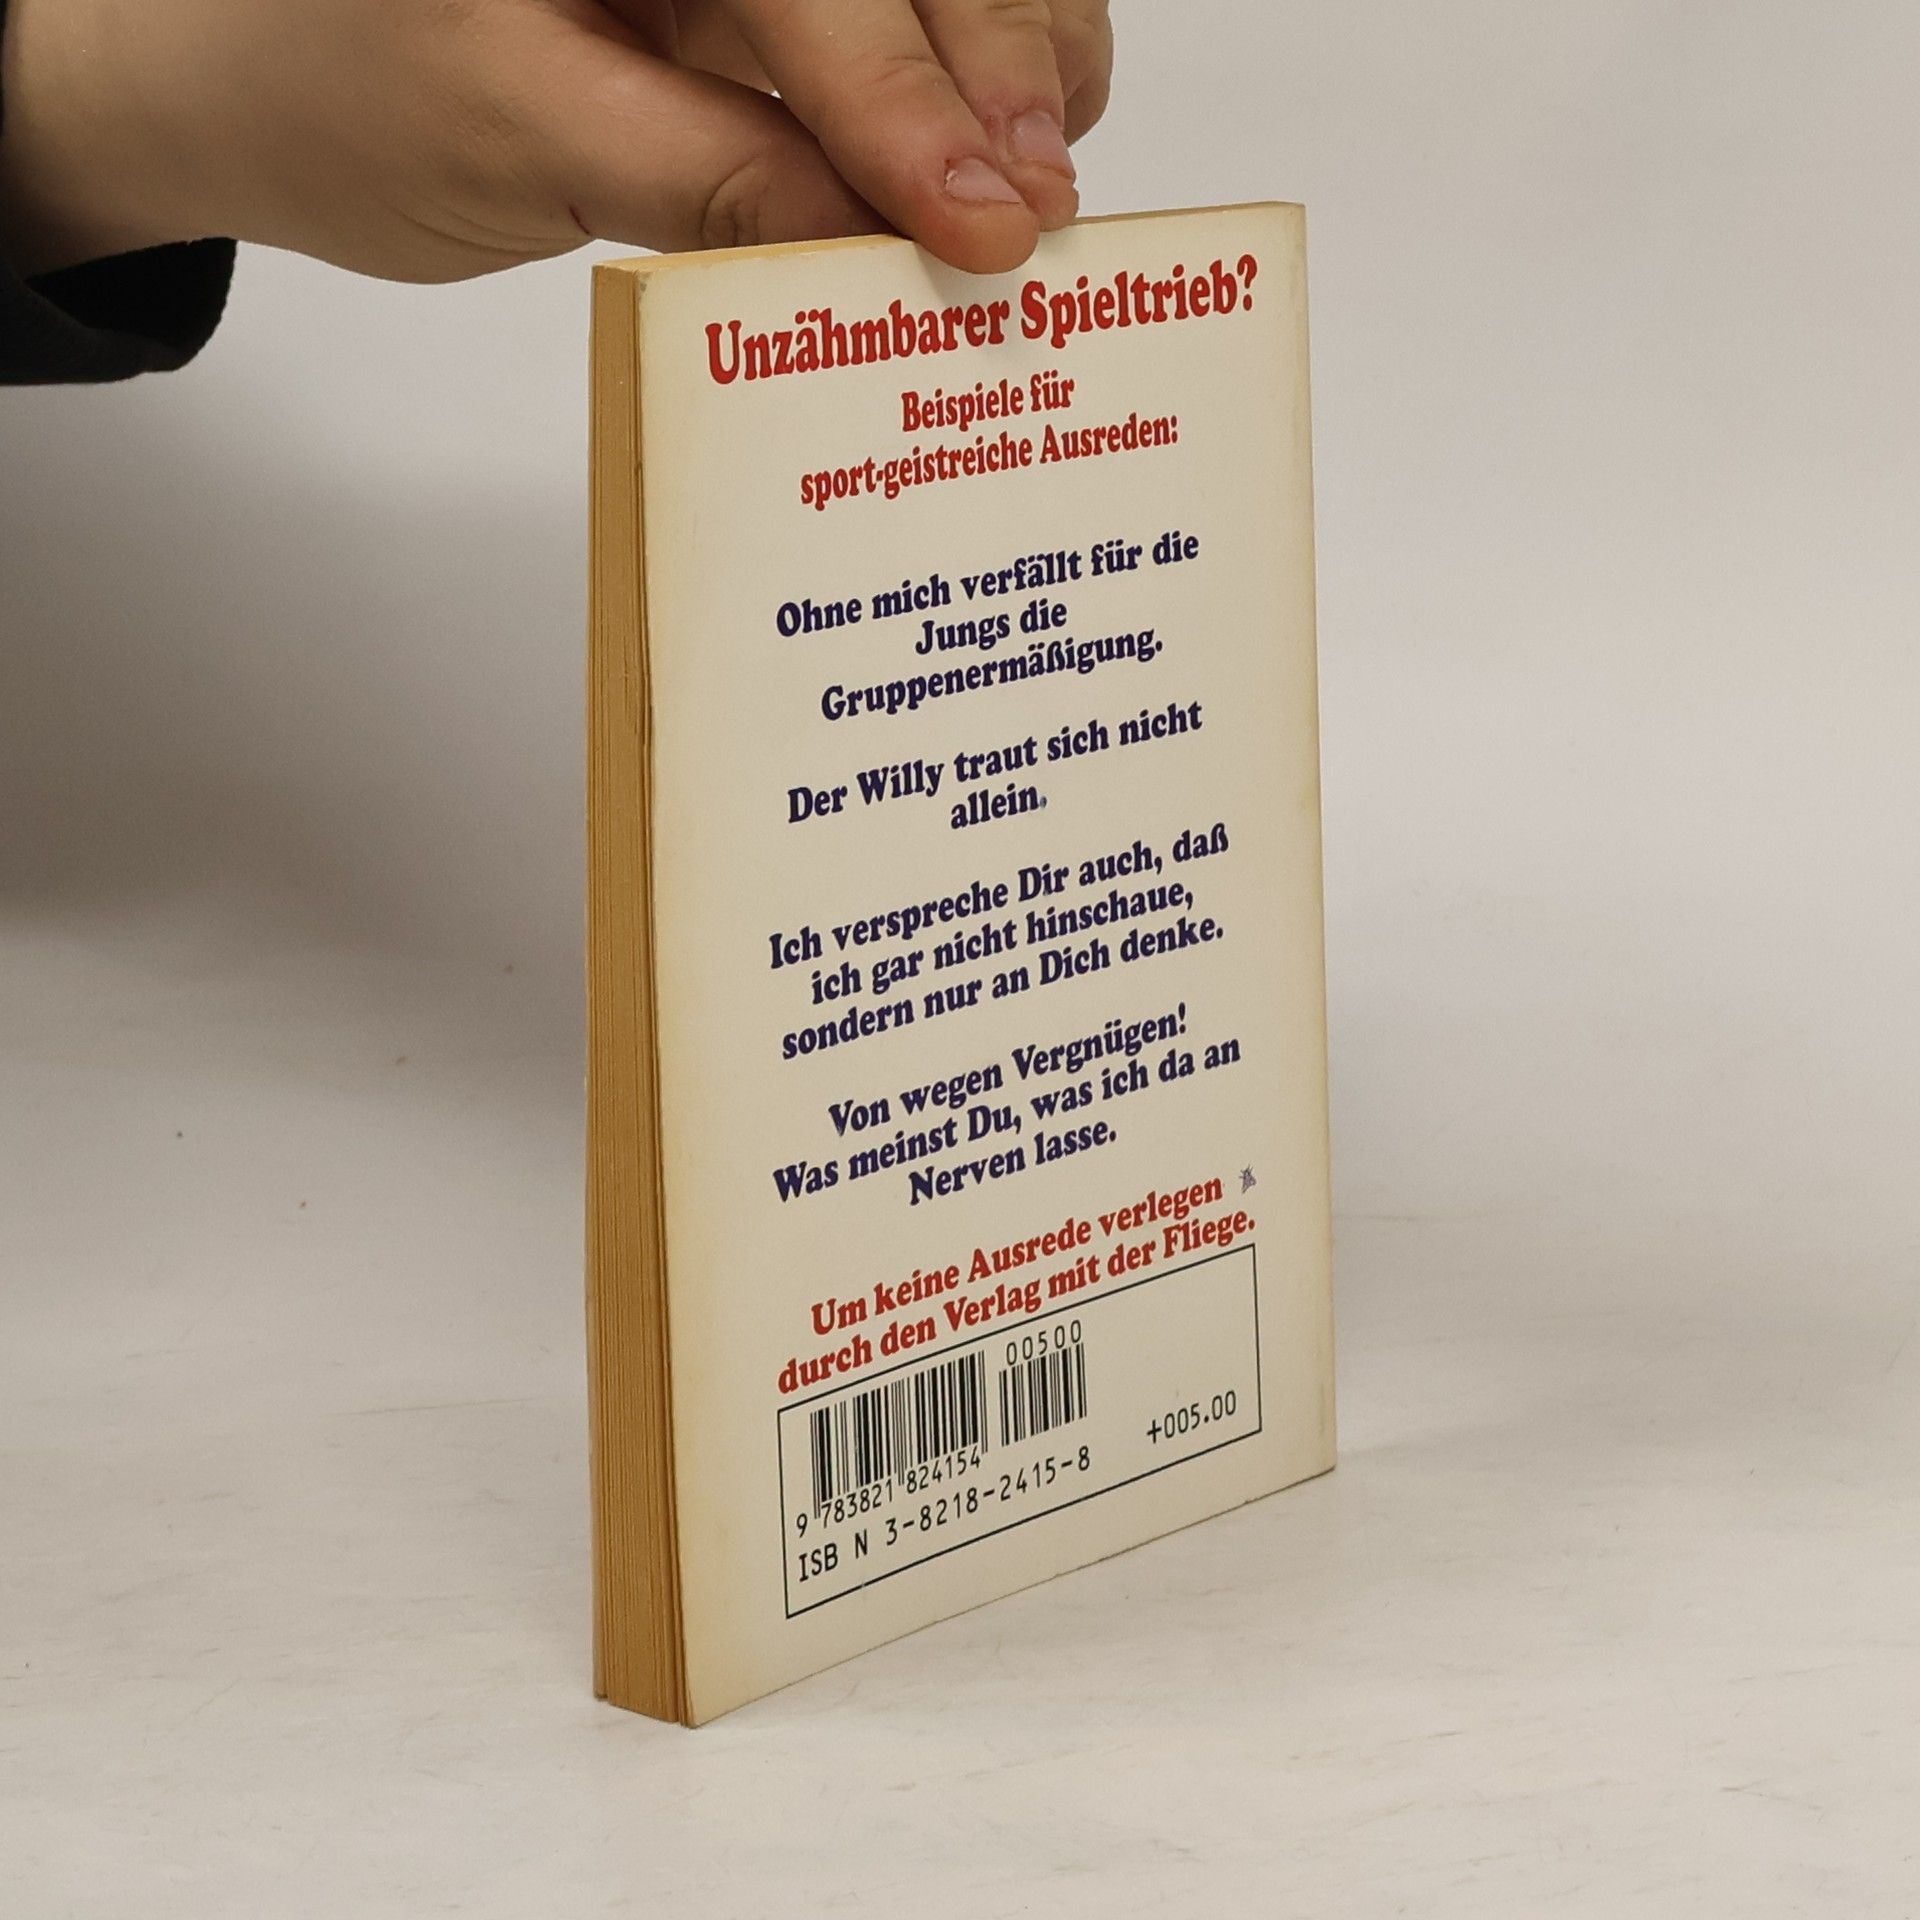 Unzähmbarer Spieltrieb?
Beispiele für
sport-geistreiche Ausreden:
Ohne mich verfällt für die
Jungs die
Gruppenermäßigung.
Der Willy traut sich nicht
allein.
Ich verspreche Dir auch, daß
ich gar nicht hinschaue,
sondern nur an Dich denke.
Von wegen Vergnügen!
Was meinst Du, was ich da an
Nerven lasse.
Um keine Ausrede verlegen
durch den Verlag mit der Fliege.
00500
9 783821 824154
+005.00
ISB N 3-8218-2415-8